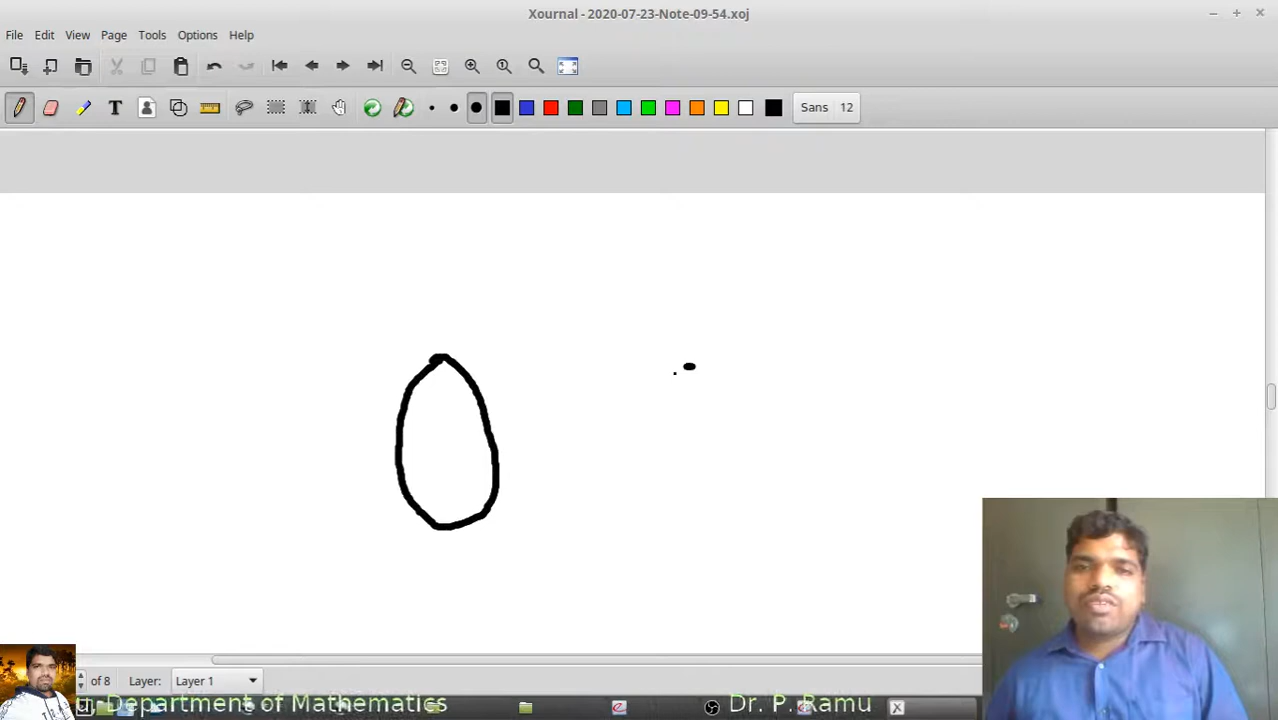 Xournal - 2020-07-23-Note-09-54.xoj
File Edit View Page Tools Options Help
Sans 12
of 8 Layer: Layer 1
Department of Mathematics Dr. P. Ramu